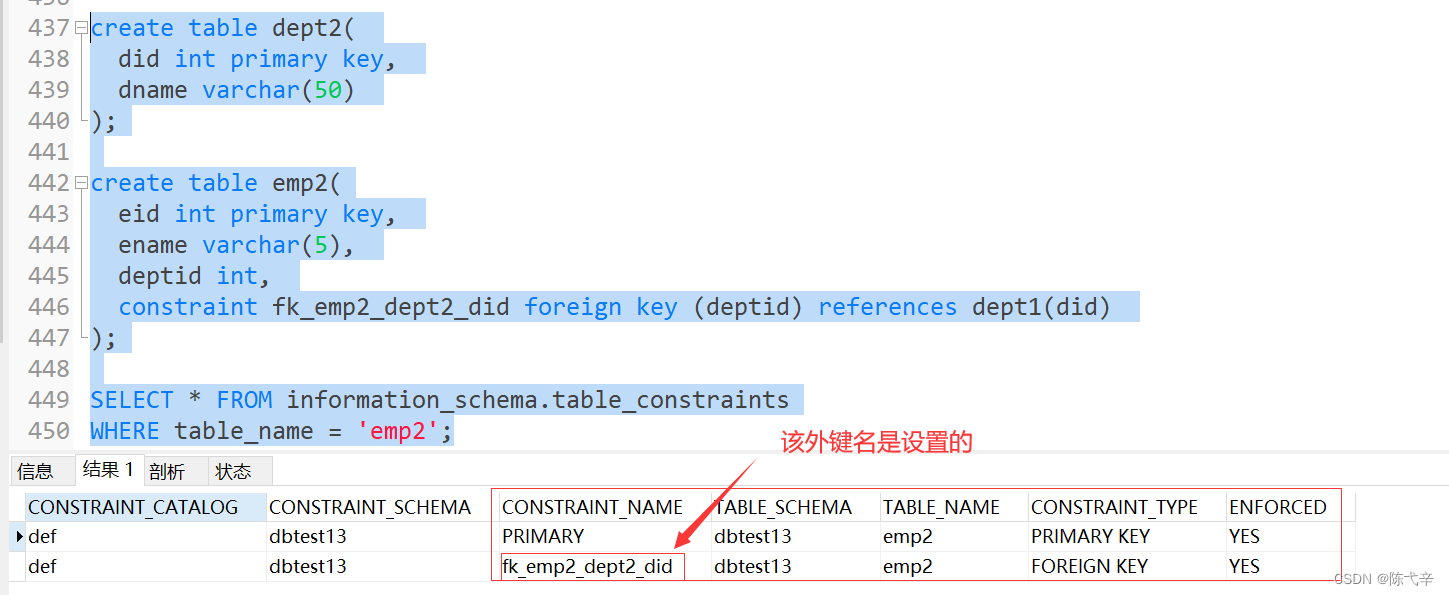 437 create table dept2(
438 did int primary key,
439 dname varchar(50)
440 );
441
442 create table emp2(
443 eid int primary key,
444 ename varchar(5),
445 deptid int,
446 constraint fk_emp2_dept2_did foreign key (deptid) references dept1(did)
447 );
448
449 SELECT * FROM information_schema.table_constraints
450 WHERE table_name = 'emp2';
该外键名是设置的
信息 结果 1 剖析 状态
CONSTRAINT_CATALOG CONSTRAINT_SCHEMA CONSTRAINT_NAME TABLE_SCHEMA TABLE_NAME CONSTRAINT_TYPE ENFORCED
def dbtest13 PRIMARY dbtest13 emp2 PRIMARY KEY YES
def dbtest13 fk_emp2_dept2_did dbtest13 emp2 FOREIGN KEY YES
CSDN @陈弋辛